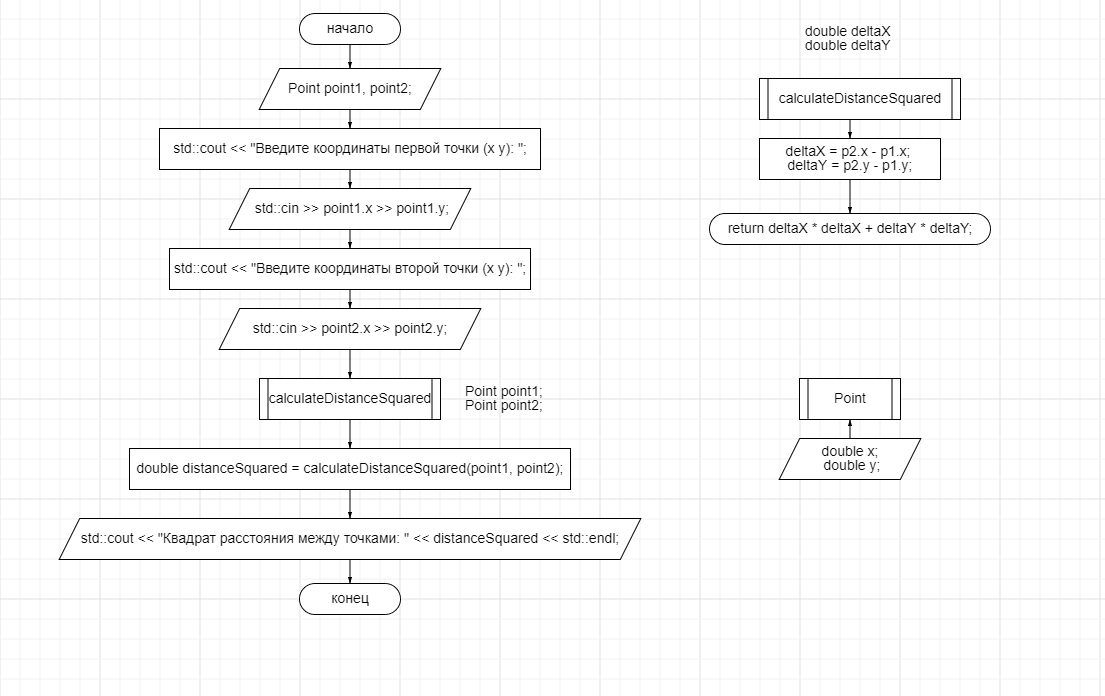 начало
Point point1, point2;
std::cout << "Введите координаты первой точки (x y): ";
std::cin >> point1.x >> point1.y;
std::cout << "Введите координаты второй точки (x y): ";
std::cin >> point2.x >> point2.y;
calculateDistanceSquared
Point point1;
Point point2;
double distanceSquared = calculateDistanceSquared(point1, point2);
std::cout << "Квадрат расстояния между точками: " << distanceSquared << std::endl;
конец
double deltaX
double deltaY
calculateDistanceSquared
deltaX = p2.x - p1.x;
deltaY = p2.y - p1.y;
return deltaX * deltaX + deltaY * deltaY;
Point
double x;
double y;